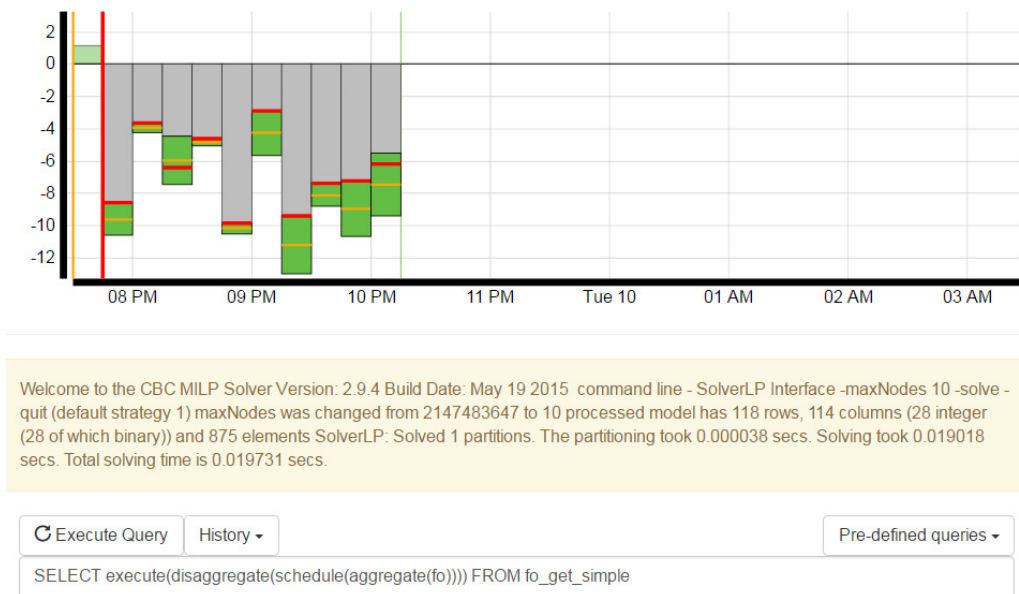 2
0
-2
-4
-6
-8
-10
-12
08 PM 09 PM 10 PM 11 PM Tue 10 01 AM 02 AM 03 AM
Welcome to the CBC MILP Solver Version: 2.9.4 Build Date: May 19 2015 command line - SolverLP Interface -maxNodes 10 -solve -
quit (default strategy 1) maxNodes was changed from 2147483647 to 10 processed model has 118 rows, 114 columns (28 integer
(28 of which binary)) and 875 elements SolverLP: Solved 1 partitions. The partitioning took 0.000038 secs. Solving took 0.019018
secs. Total solving time is 0.019731 secs.
Execute Query History Pre-defined queries
SELECT execute(disaggregate(schedule(aggregate(fo)))) FROM fo_get_simple